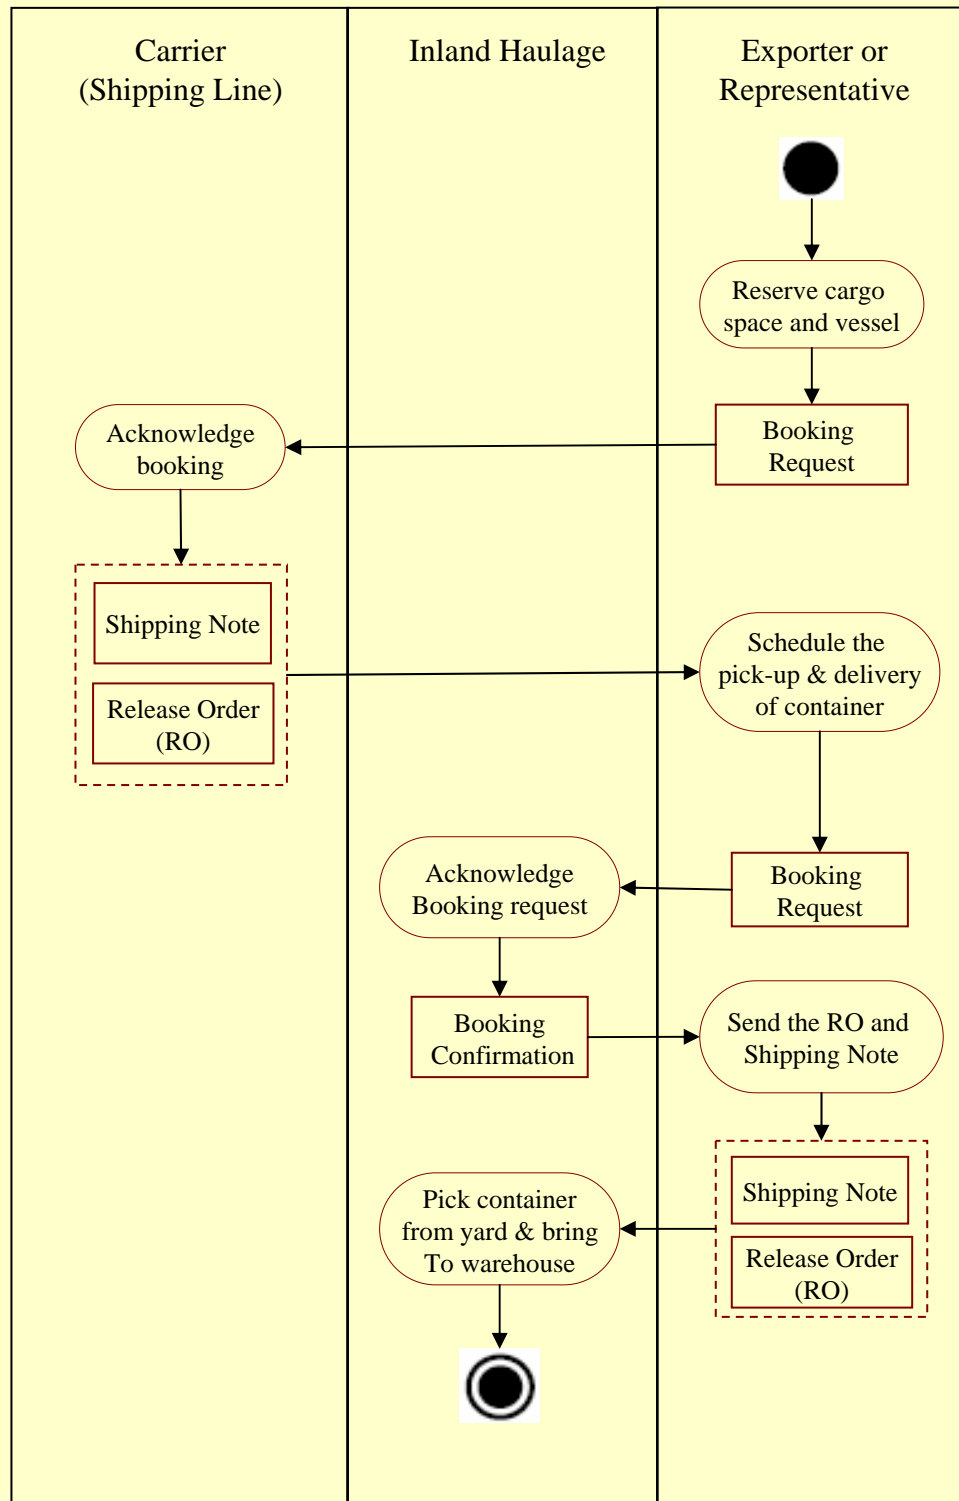 Carrier
(Shipping Line)
Inland Haulage
Exporter or
Representative
Reserve cargo
space and vessel
Booking
Request
Acknowledge
booking
Shipping Note
Release Order
(RO)
Schedule the
pick-up & delivery
of container
Booking
Request
Acknowledge
Booking request
Booking
Confirmation
Send the RO and
Shipping Note
Shipping Note
Release Order
(RO)
Pick container
from yard & bring
To warehouse